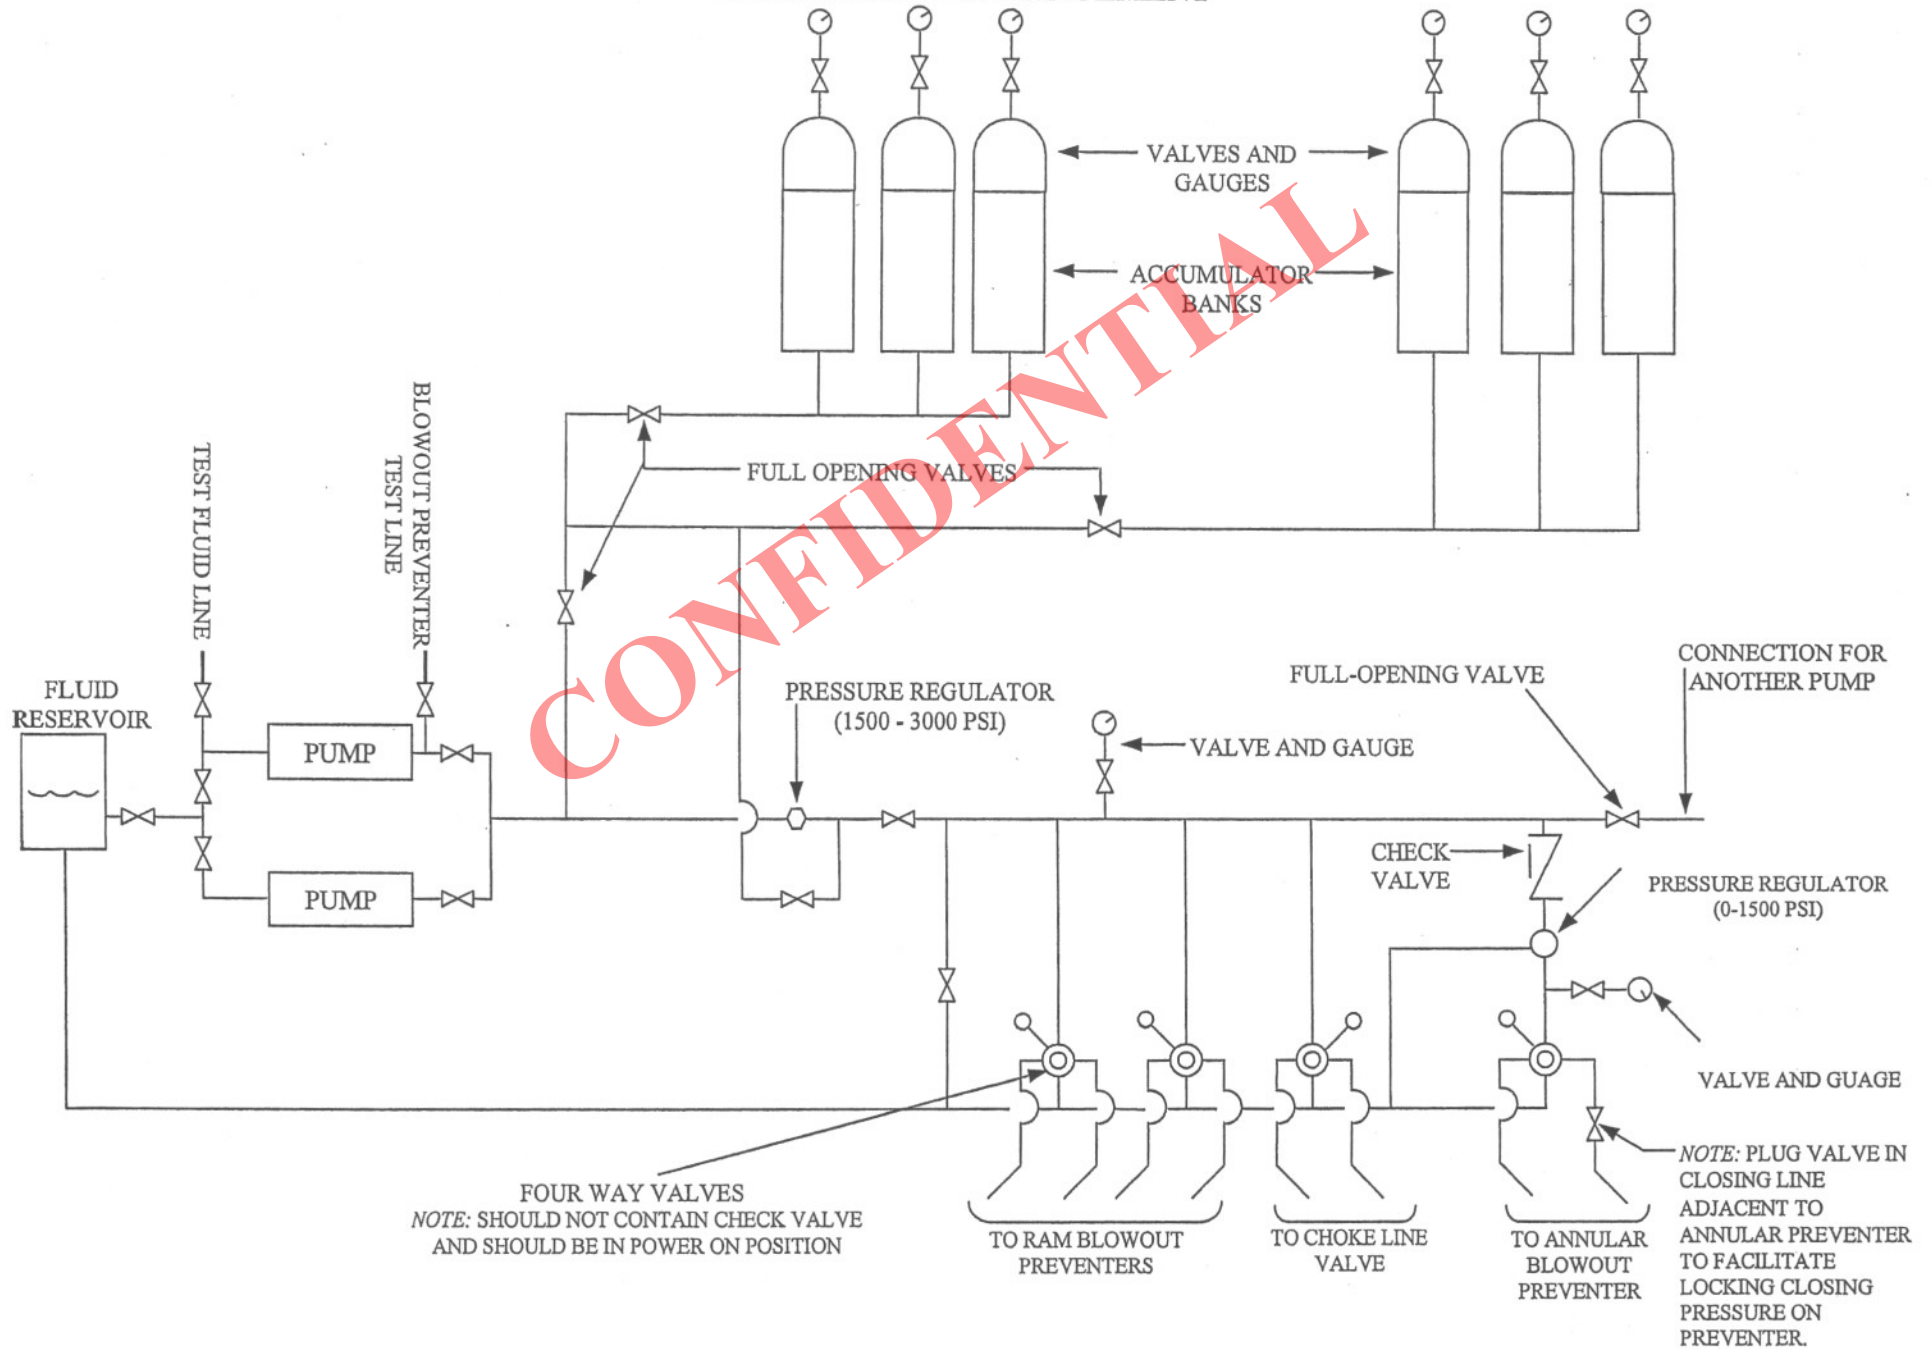 VALVES AND
GAUGES
ACCUMULATOR
BANKS
FULL OPENING VALVES
BLOWOUT PREVENTER
TEST LINE
TEST FLUID LINE
FLUID
RESERVOIR
PUMP
PUMP
PRESSURE REGULATOR
(1500 - 3000 PSI)
VALVE AND GAUGE
FULL-OPENING VALVE
CONNECTION FOR
ANOTHER PUMP
CHECK
VALVE
PRESSURE REGULATOR
(0-1500 PSI)
VALVE AND GUAGE
NOTE: PLUG VALVE IN
CLOSING LINE
ADJACENT TO
ANNULAR PREVENTER
TO FACILITATE
LOCKING CLOSING
PRESSURE ON
PREVENTER.
FOUR WAY VALVES
NOTE: SHOULD NOT CONTAIN CHECK VALVE
AND SHOULD BE IN POWER ON POSITION
TO RAM BLOWOUT
PREVENTERS
TO CHOKE LINE
VALVE
TO ANNULAR
BLOWOUT
PREVENTER
CONFIDENTIAL